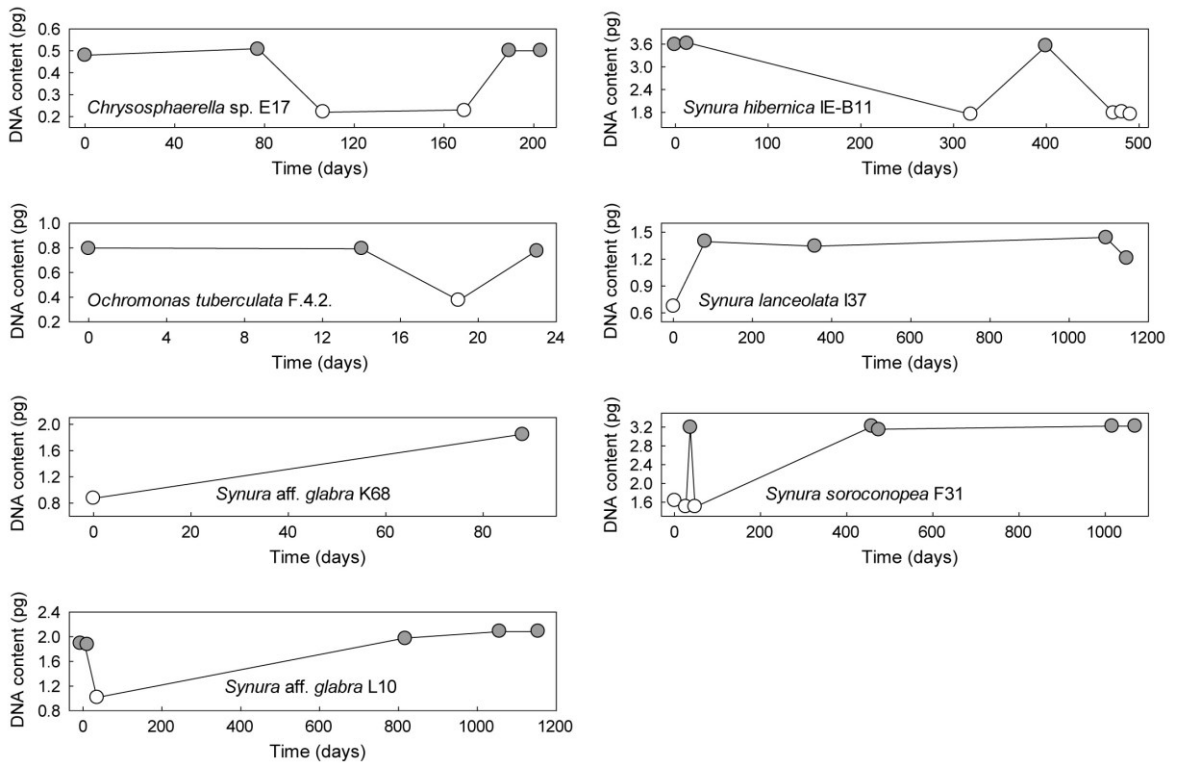 DNA content (pg)
0.6
0.5
0.4
0.3
0.2
Chrysosphaerella sp. E17
0 40 80 120 160 200
Time (days)
DNA content (pg)
3.6
3.0
2.4
1.8
Synura hibernica IE-B11
0 100 200 300 400 500
Time (days)
DNA content (pg)
1.0
0.8
0.6
0.4
0.2
Ochromonas tuberculata F.4.2.
0 4 8 12 16 20 24
Time (days)
DNA content (pg)
1.5
1.2
0.9
0.6
Synura lanceolata I37
0 200 400 600 800 1000 1200
Time (days)
DNA content (pg)
2.0
1.6
1.2
0.8
Synura aff. glabra K68
0 20 40 60 80
Time (days)
DNA content (pg)
3.2
2.8
2.4
2.0
1.6
Synura soroconopea F31
0 200 400 600 800 1000
Time (days)
DNA content (pg)
2.4
2.0
1.6
1.2
0.8
Synura aff. glabra L10
0 200 400 600 800 1000 1200
Time (days)